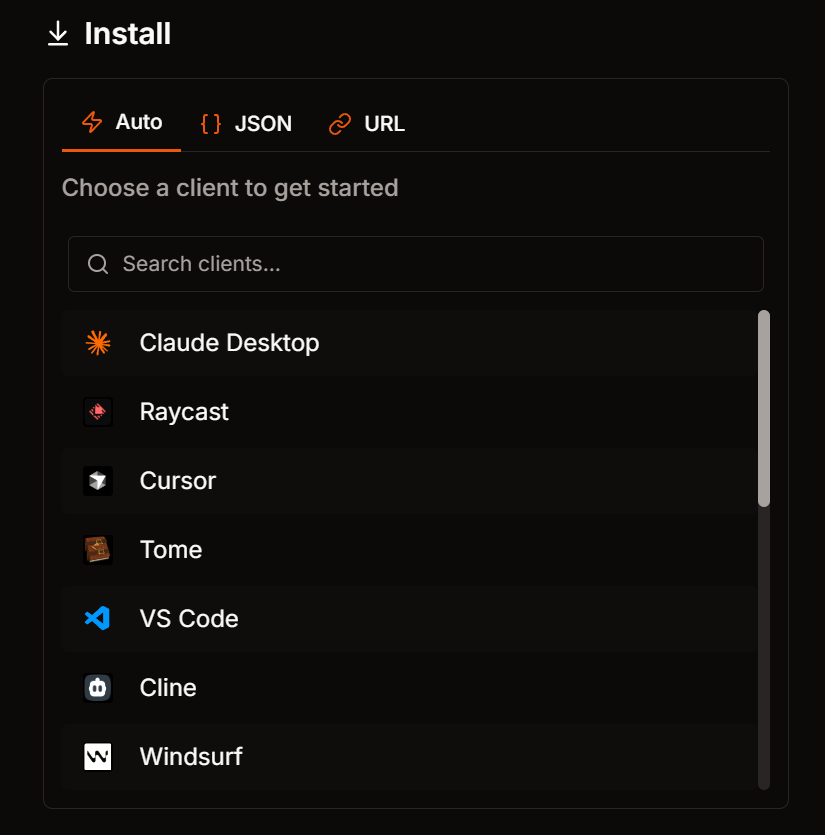 Install
Auto
JSON
URL
Choose a client to get started
Search clients...
Claude Desktop
Raycast
Cursor
Tome
VS Code
Cline
Windsurf